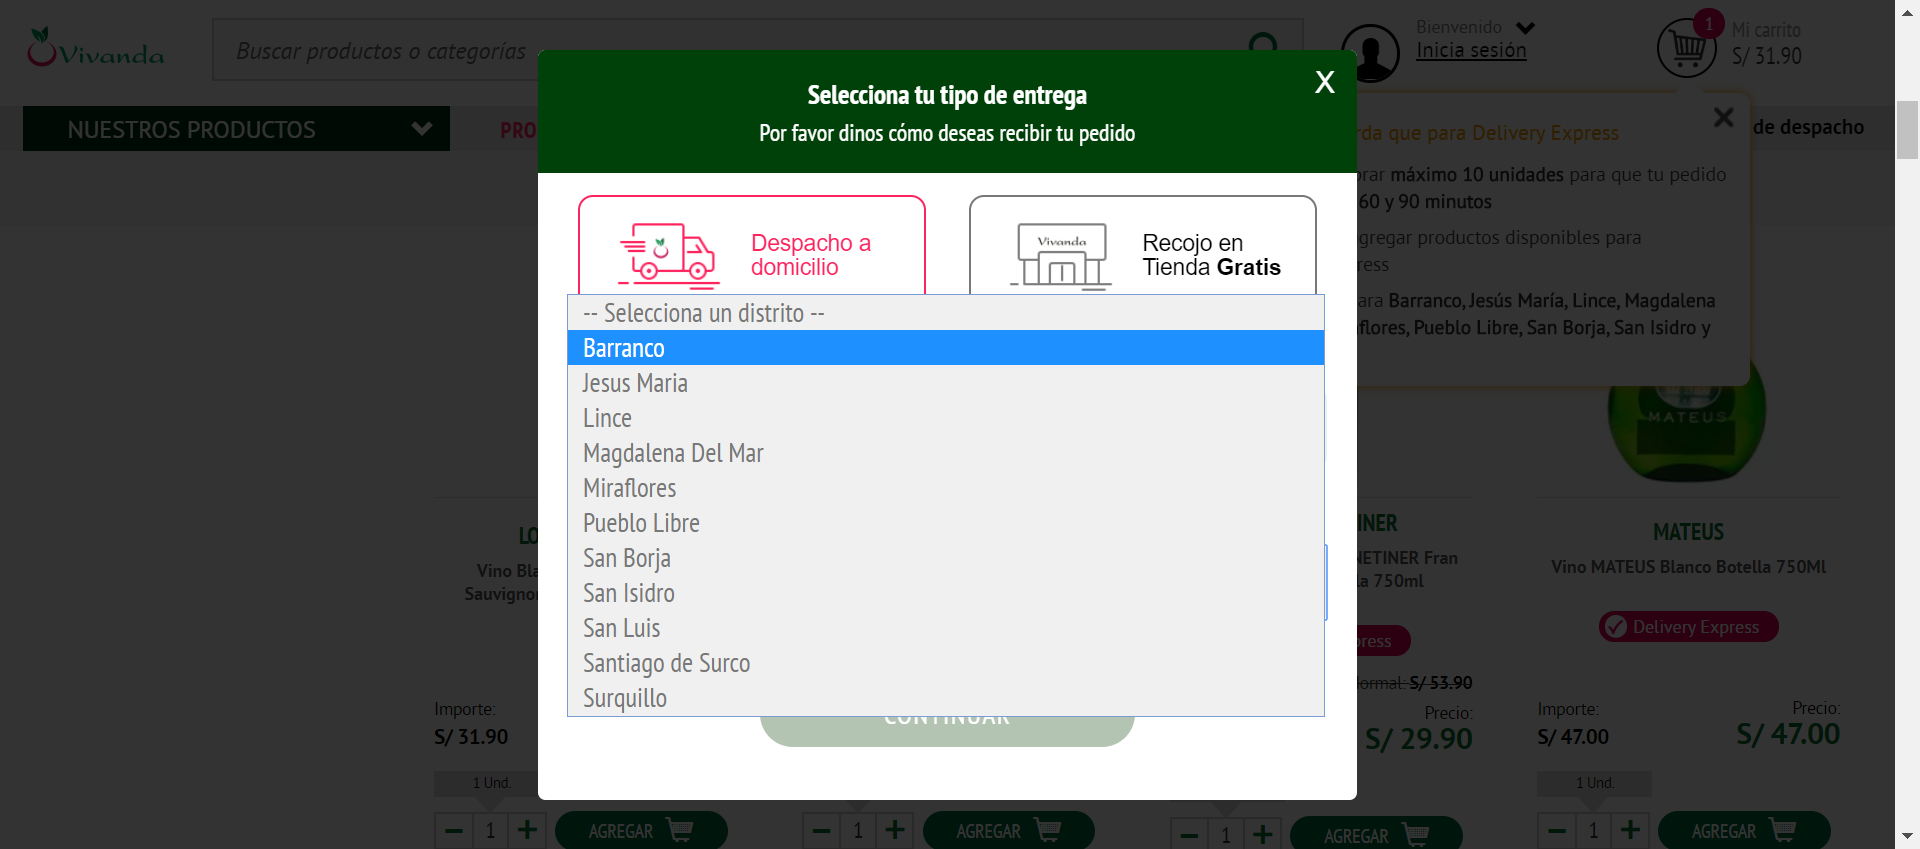 Vivanda
Buscar productos o categorías
Bienvenido
Inicia sesión
1
Mi carrito
S/ 31.90
NUESTROS PRODUCTOS
PRO
de despacho
Selecciona tu tipo de entrega
Por favor dinos cómo deseas recibir tu pedido
X
rda que para Delivery Express
rar máximo 10 unidades para que tu pedido
60 y 90 minutos
gregar productos disponibles para
ress
ara Barranco, Jesús María, Lince, Magdalena
flores, Pueblo Libre, San Borja, San Isidro y
Despacho a
domicilio
Vivanda
Recojo en
Tienda Gratis
-- Selecciona un distrito --
Barranco
Jesus Maria
Lince
Magdalena Del Mar
Miraflores
Pueblo Libre
San Borja
San Isidro
San Luis
Santiago de Surco
Surquillo
CONTINUAR
LO
Vino Bla
Sauvigno
Importe:
S/ 31.90
1 Und.
1
AGREGAR
1
AGREGAR
INER
NETINER Fran
la 750ml
press
Normal: S/ 53.90
Precio:
S/ 29.90
1
AGREGAR
MATEUS
MATEUS
Vino MATEUS Blanco Botella 750Ml
Delivery Express
Importe:
S/ 47.00
Precio:
S/ 47.00
1 Und.
1
AGREGAR